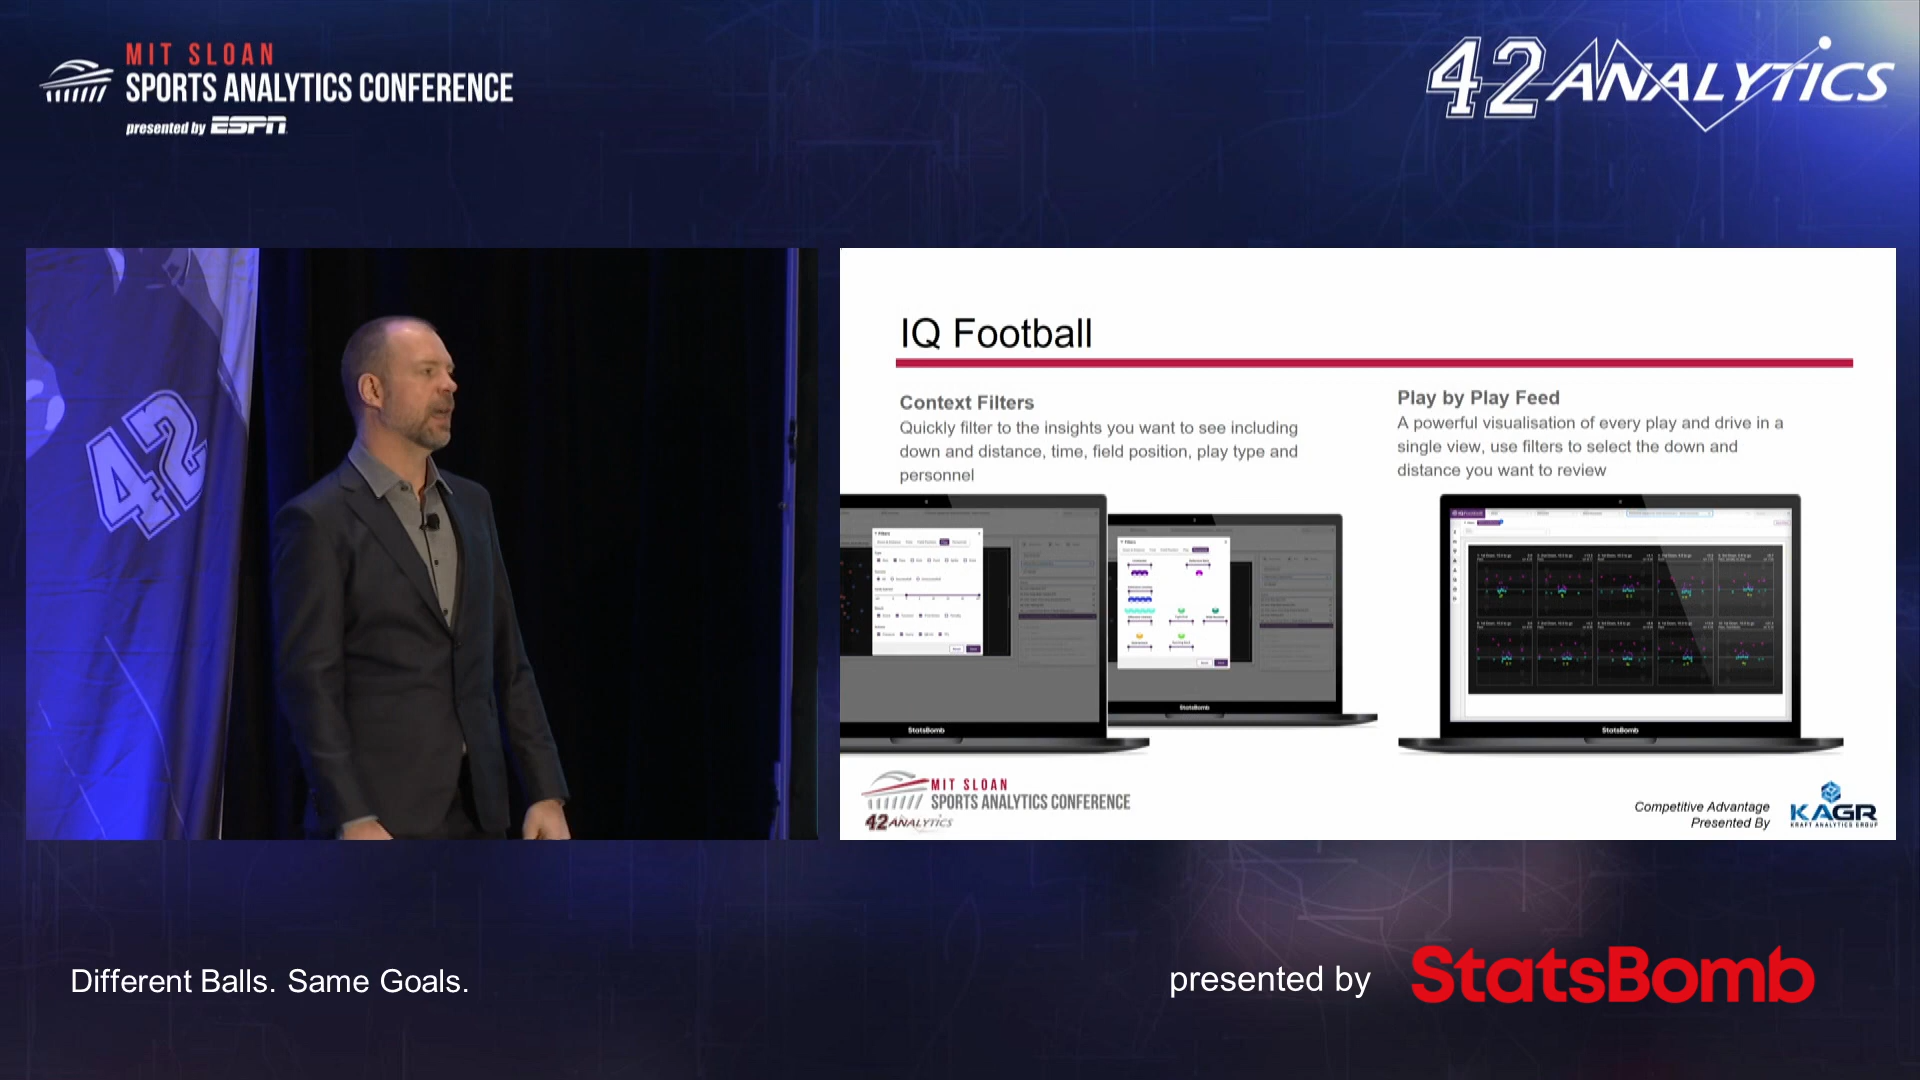 MIT SLOAN
SPORTS ANALYTICS CONFERENCE
presented by ESPN
42 ANALYTICS
42
IQ Football
Context Filters
Quickly filter to the insights you want to see including
down and distance, time, field position, play type and
personnel
Play by Play Feed
A powerful visualisation of every play and drive in a
single view, use filters to select the down and
distance you want to review
StatsBomb
StatsBomb
StatsBomb
MIT SLOAN
SPORTS ANALYTICS CONFERENCE
42 ANALYTICS
Competitive Advantage
Presented By
KAGR
KRAFT ANALYTICS GROUP
Different Balls. Same Goals.
presented by StatsBomb